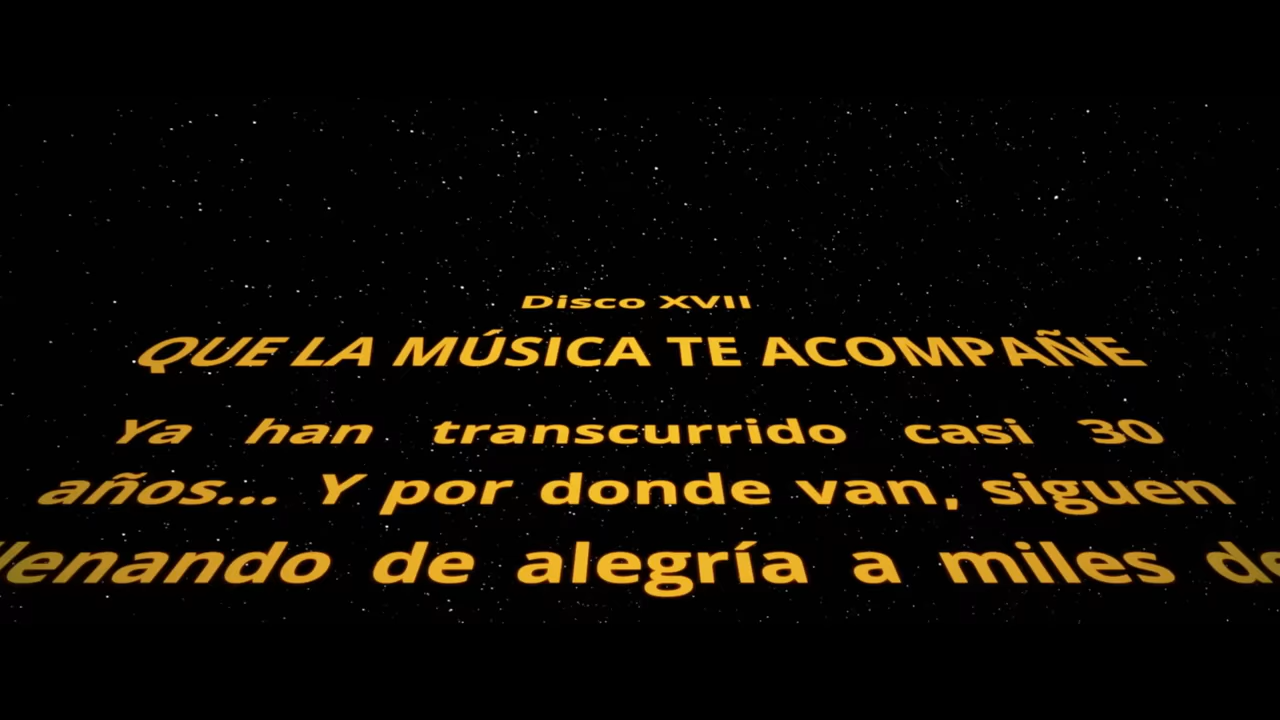 Disco XVII
QUE LA MÚSICA TE ACOMPAÑE
Ya han transcurrido casi 30
años... Y por donde van, siguen
llenando de alegría a miles de